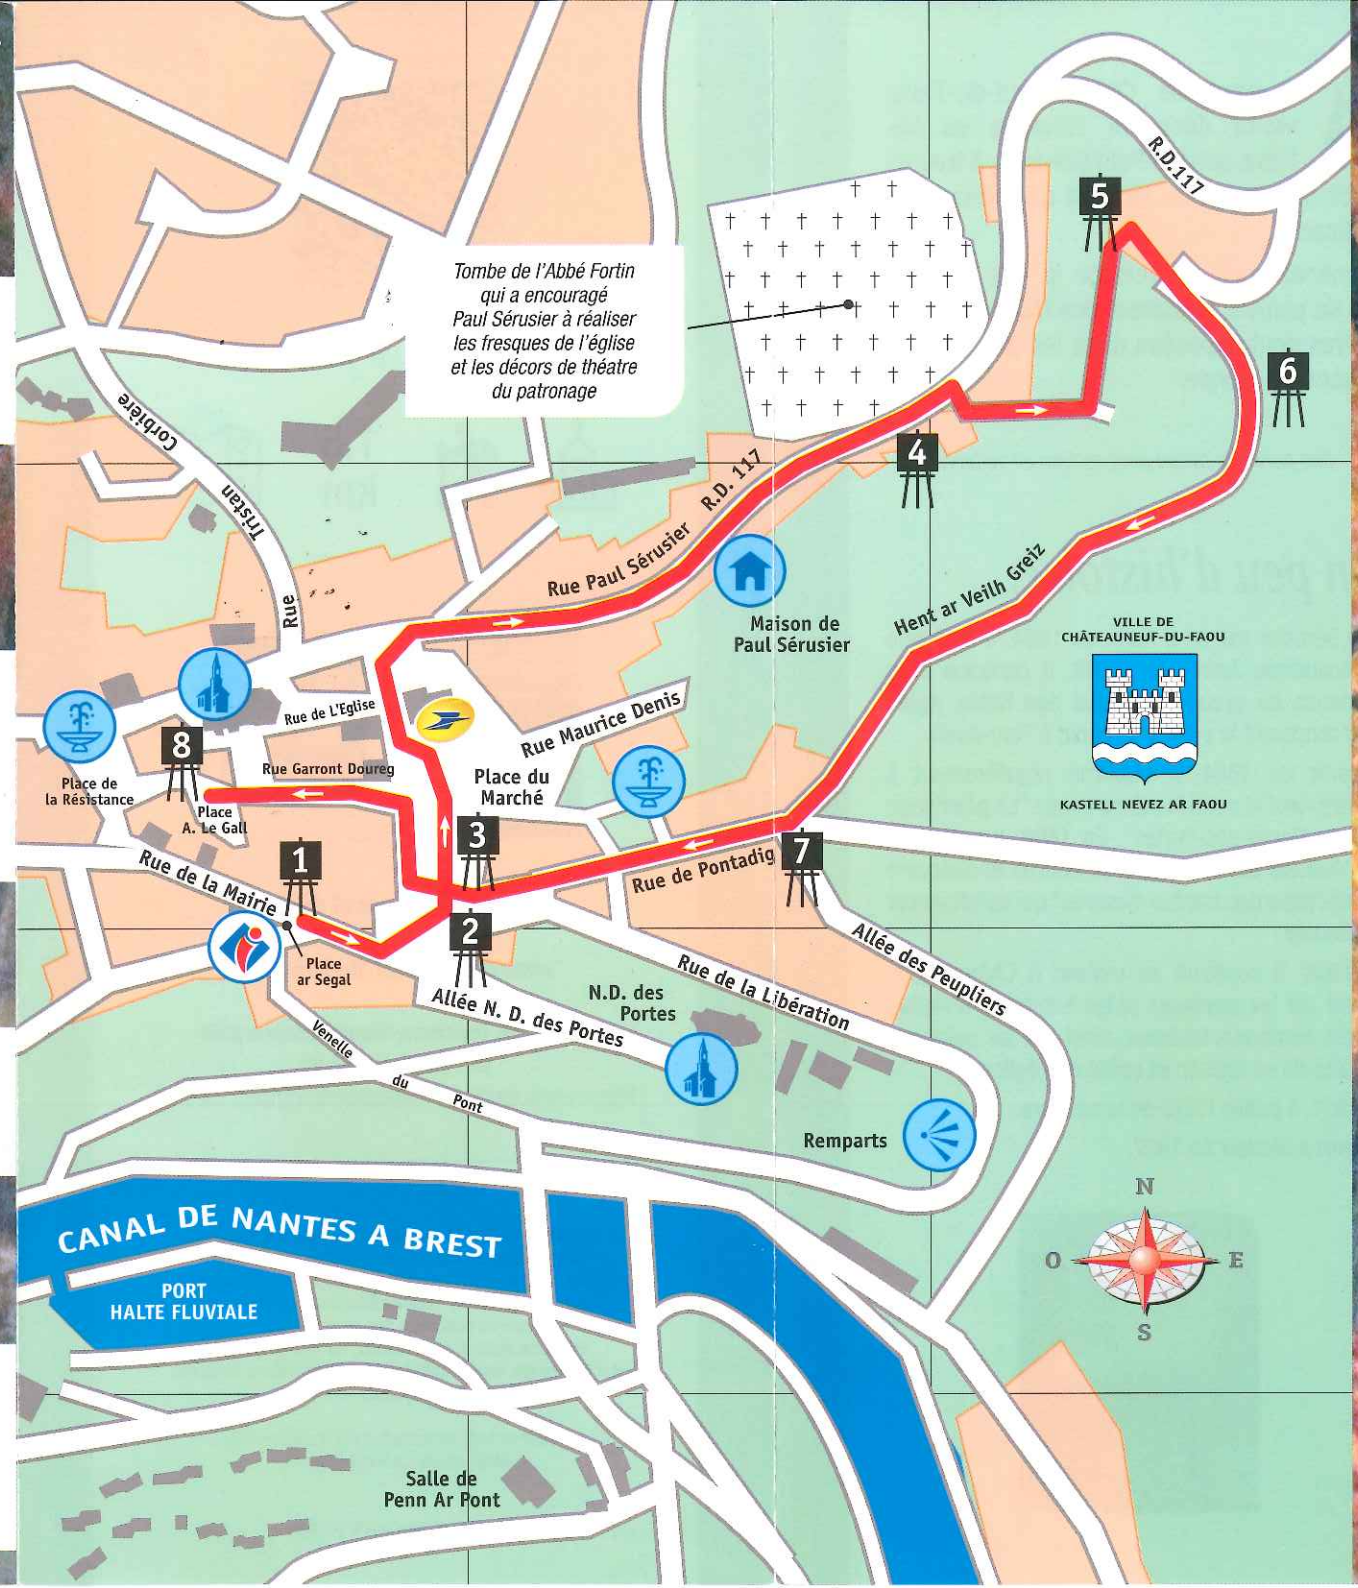 R.D.117
5
Tombe de l'Abbé Fortin
qui a encouragé
Paul Sérusier à réaliser
les fresques de l'église
et les décors de théatre
du patronage
6
Rue Tristan Corbière
4
R.D. 117
Rue Paul Sérusier
Maison de
Paul Sérusier
Hent ar Veilh Greiz
VILLE DE
CHÂTEAUNEUF-DU-FAOU
KASTELL NEVEZ AR FAOU
Rue de L'Eglise
Rue Maurice Denis
8
Rue Garront Doureg
Place de
la Résistance
Place du
Marché
Place
A. Le Gall
3
1
7
Rue de Pontadig
Rue de la Mairie
2
Place
ar Segal
Allée des Peupliers
Rue de la Libération
Allée N. D. des Portes
N.D. des
Portes
Venelle
du
Pont
Remparts
N
O
E
S
CANAL DE NANTES A BREST
PORT
HALTE FLUVIALE
Salle de
Penn Ar Pont